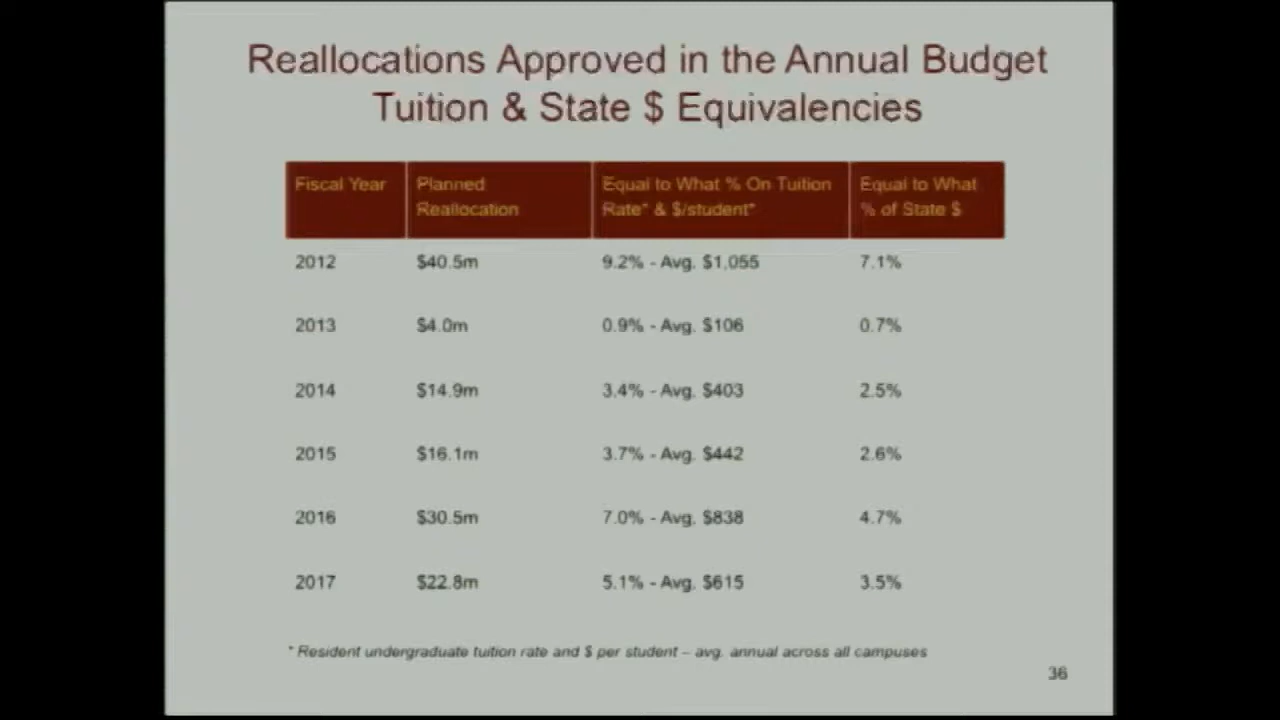 Reallocations Approved in the Annual Budget
Tuition & State $ Equivalencies
Fiscal Year Planned Reallocation Equal to What % On Tuition Rate* & $/student* Equal to What % of State $
2012 $40.5m 9.2% - Avg. $1,055 7.1%
2013 $4.0m 0.9% - Avg. $106 0.7%
2014 $14.9m 3.4% - Avg. $403 2.5%
2015 $16.1m 3.7% - Avg. $442 2.6%
2016 $30.5m 7.0% - Avg. $838 4.7%
2017 $22.8m 5.1% - Avg. $615 3.5%
* Resident undergraduate tuition rate and $ per student – avg. annual across all campuses
36